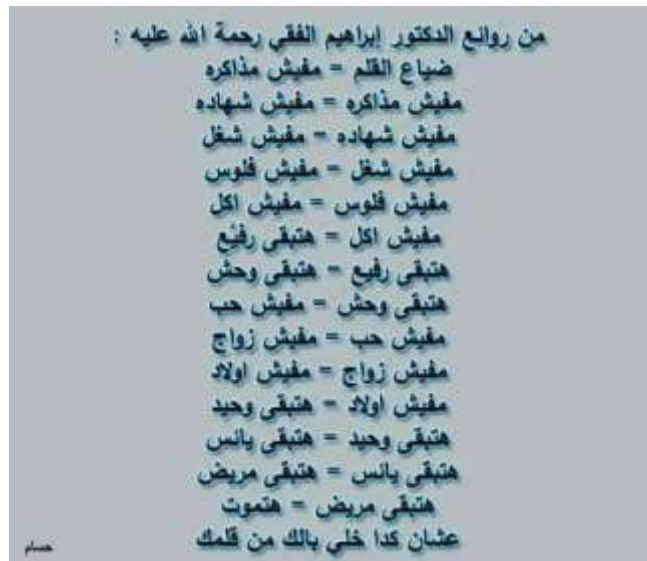 من روائع الدكتور إبراهيم الفقي رحمة الله عليه :
ضياع القلم = مفيش مذاكره
مفيش مذاكره = مفيش شهاده
مفيش شهاده = مفيش شغل
مفيش شغل = مفيش فلوس
مفيش فلوس = مفيش اكل
مفيش اكل = هتبقى رفيع
هتبقى رفيع = هتبقى وحش
هتبقى وحش = مفيش حب
مفيش حب = مفيش زواج
مفيش زواج = مفيش اولاد
مفيش اولاد = هتبقى وحيد
هتبقى وحيد = هتبقى يائس
هتبقى يائس = هتبقى مريض
هتبقى مريض = هتموت
عشان كدا خلي بالك من قلمك
حسام